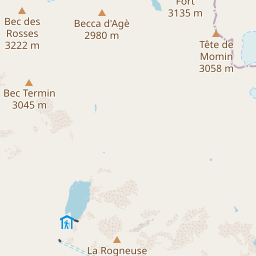 Bec des
Rosses
3222 m
Becca d'Agè
2980 m
Fort
3135 m
Tête de
Momin
3058 m
Bec Termin
3045 m
La Rogneuse